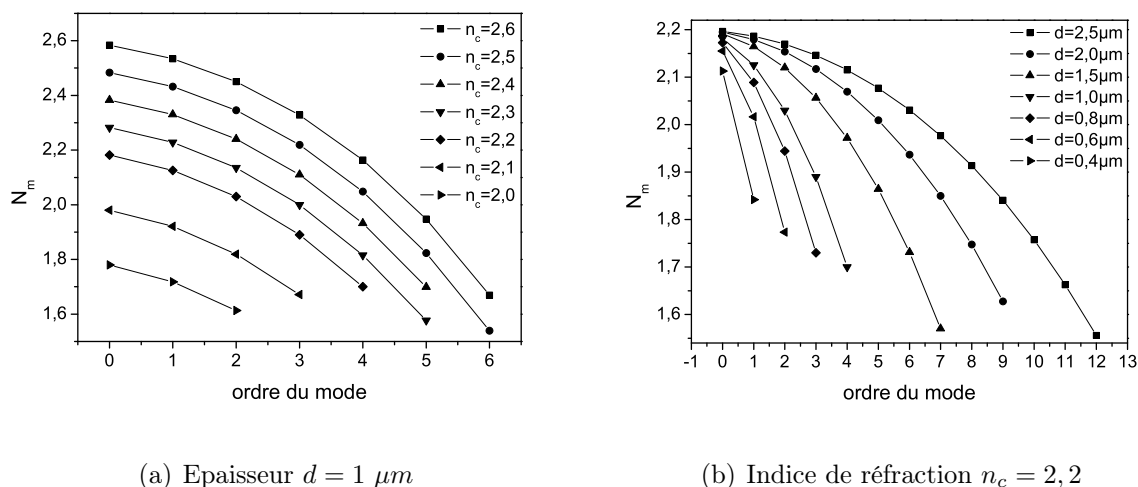 2,6
2,4
2,2
2,0
1,8
1,6
N_m
0 1 2 3 4 5 6
ordre du mode
n_c=2,6
n_c=2,5
n_c=2,4
n_c=2,3
n_c=2,2
n_c=2,1
n_c=2,0
(a) Epaisseur d = 1 μm
2,2
2,1
2,0
1,9
1,8
1,7
1,6
N_m
-1 0 1 2 3 4 5 6 7 8 9 10 11 12 13
ordre du mode
d=2,5μm
d=2,0μm
d=1,5μm
d=1,0μm
d=0,8μm
d=0,6μm
d=0,4μm
(b) Indice de réfraction n_c = 2, 2